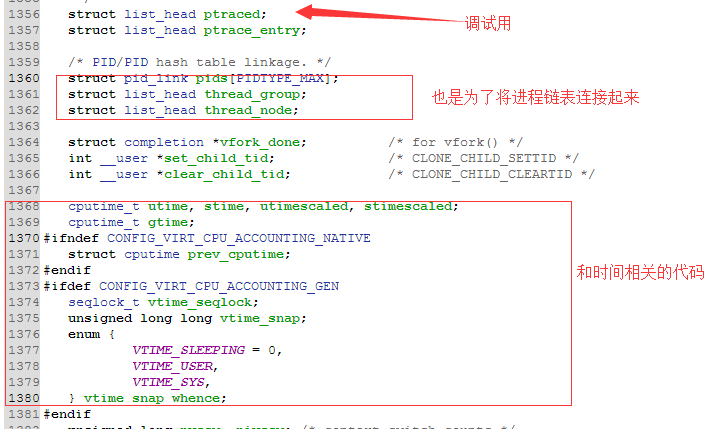 1356 struct list_head ptraced;
调试用
1357 struct list_head ptrace_entry;
1358
1359 /* PID/PID hash table linkage. */
1360 struct pid_link pids[PIDTYPE_MAX];
1361 struct list_head thread_group;
也是为了将进程链表连接起来
1362 struct list_head thread_node;
1363
1364 struct completion *vfork_done; /* for vfork() */
1365 int __user *set_child_tid; /* CLONE_CHILD_SETTID */
1366 int __user *clear_child_tid; /* CLONE_CHILD_CLEARTID */
1367
1368 cputime_t utime, stime, utimescaled, stimescaled;
1369 cputime_t gtime;
1370 #ifndef CONFIG_VIRT_CPU_ACCOUNTING_NATIVE
1371 struct cputime prev_cputime;
和时间相关的代码
1372 #endif
1373 #ifdef CONFIG_VIRT_CPU_ACCOUNTING_GEN
1374 seqlock_t vtime_seqlock;
1375 unsigned long long vtime_snap;
1376 enum {
1377 VTIME_SLEEPING = 0,
1378 VTIME_USER,
1379 VTIME_SYS,
1380 } vtime_snap_whence;
1381 #endif